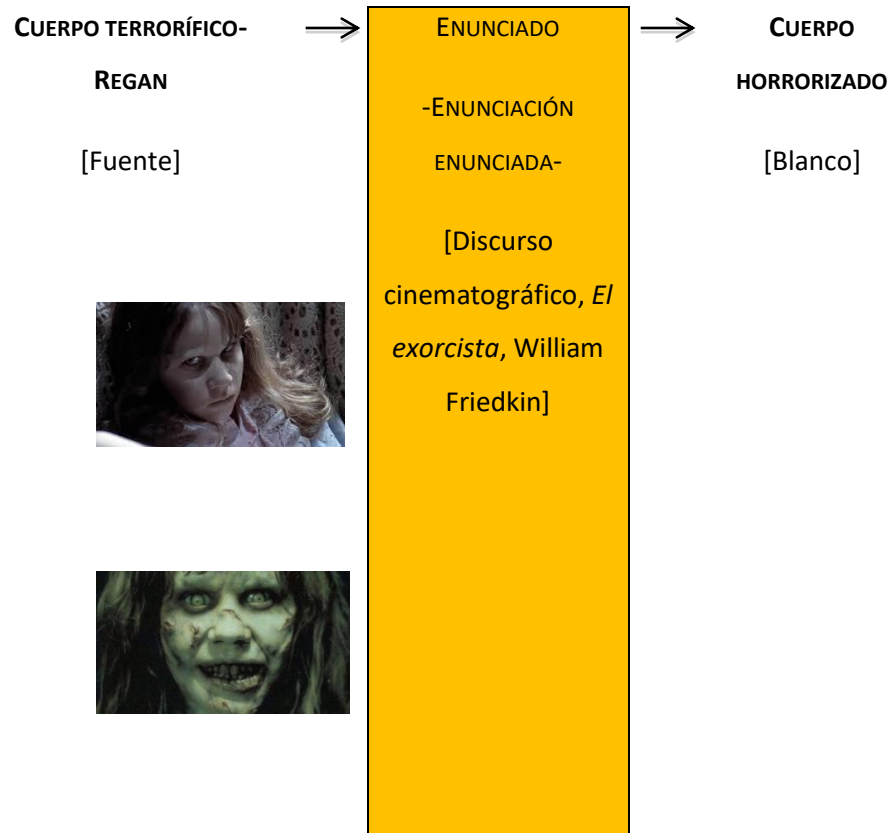 CUERPO TERRORÍFICO-
REGAN
[Fuente]
ENUNCIADO
-ENUNCIACIÓN
ENUNCIADA-
[Discurso
cinematográfico, El
exorcista, William
Friedkin]
CUERPO
HORRORIZADO
[Blanco]